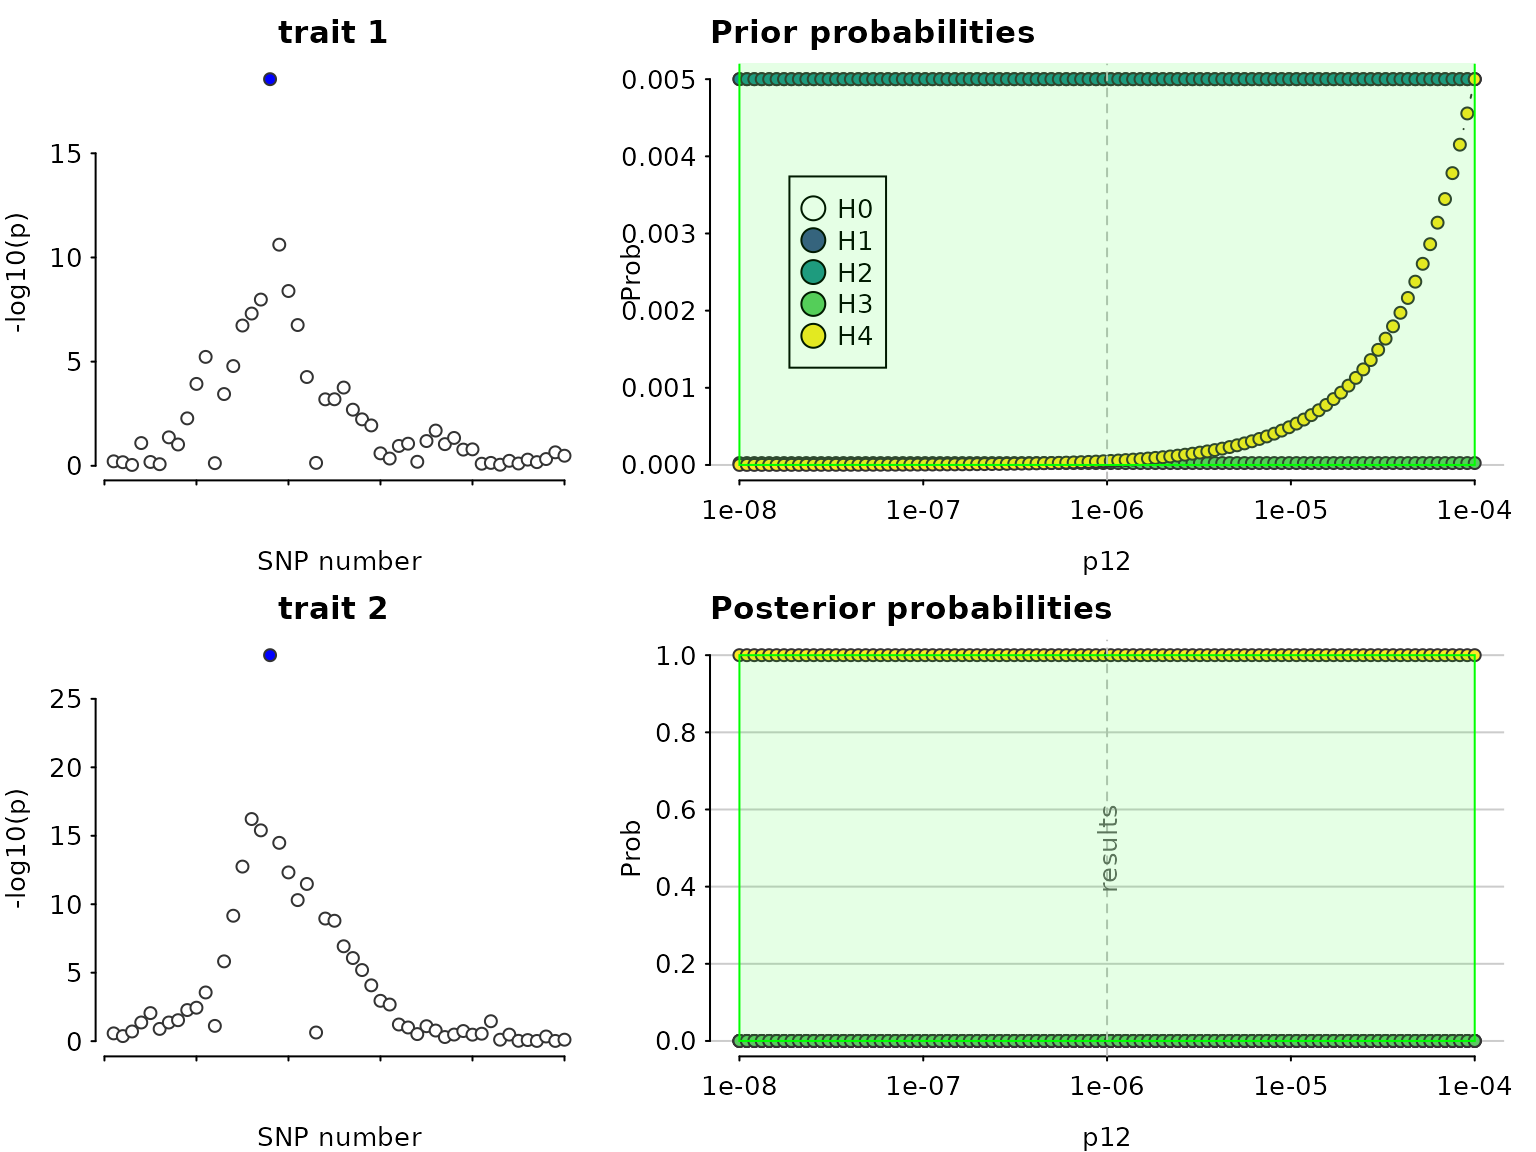 trait 1
-log10(p)
15
10
5
0
SNP number
Prior probabilities
Prob
0.005
0.004
0.003
0.002
0.001
0.000
H0
H1
H2
H3
H4
1e-08 1e-07 1e-06 1e-05 1e-04
p12
trait 2
-log10(p)
25
20
15
10
5
0
SNP number
Posterior probabilities
Prob
1.0
0.8
0.6
0.4
0.2
0.0
results
1e-08 1e-07 1e-06 1e-05 1e-04
p12